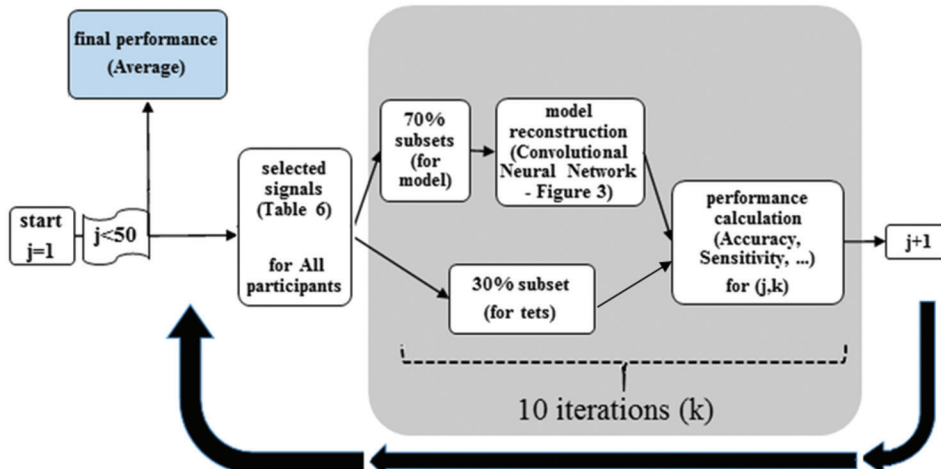 final performance
(Average)
start
j=1
j<50
selected
signals
(Table 6)
for All
participants
70%
subsets
(for
model)
model
reconstruction
(Convolutional
Neural Network
- Figure 3)
30% subset
(for tets)
performance
calculation
(Accuracy,
Sensitivity, ...)
for (j,k)
j+1
10 iterations (k)